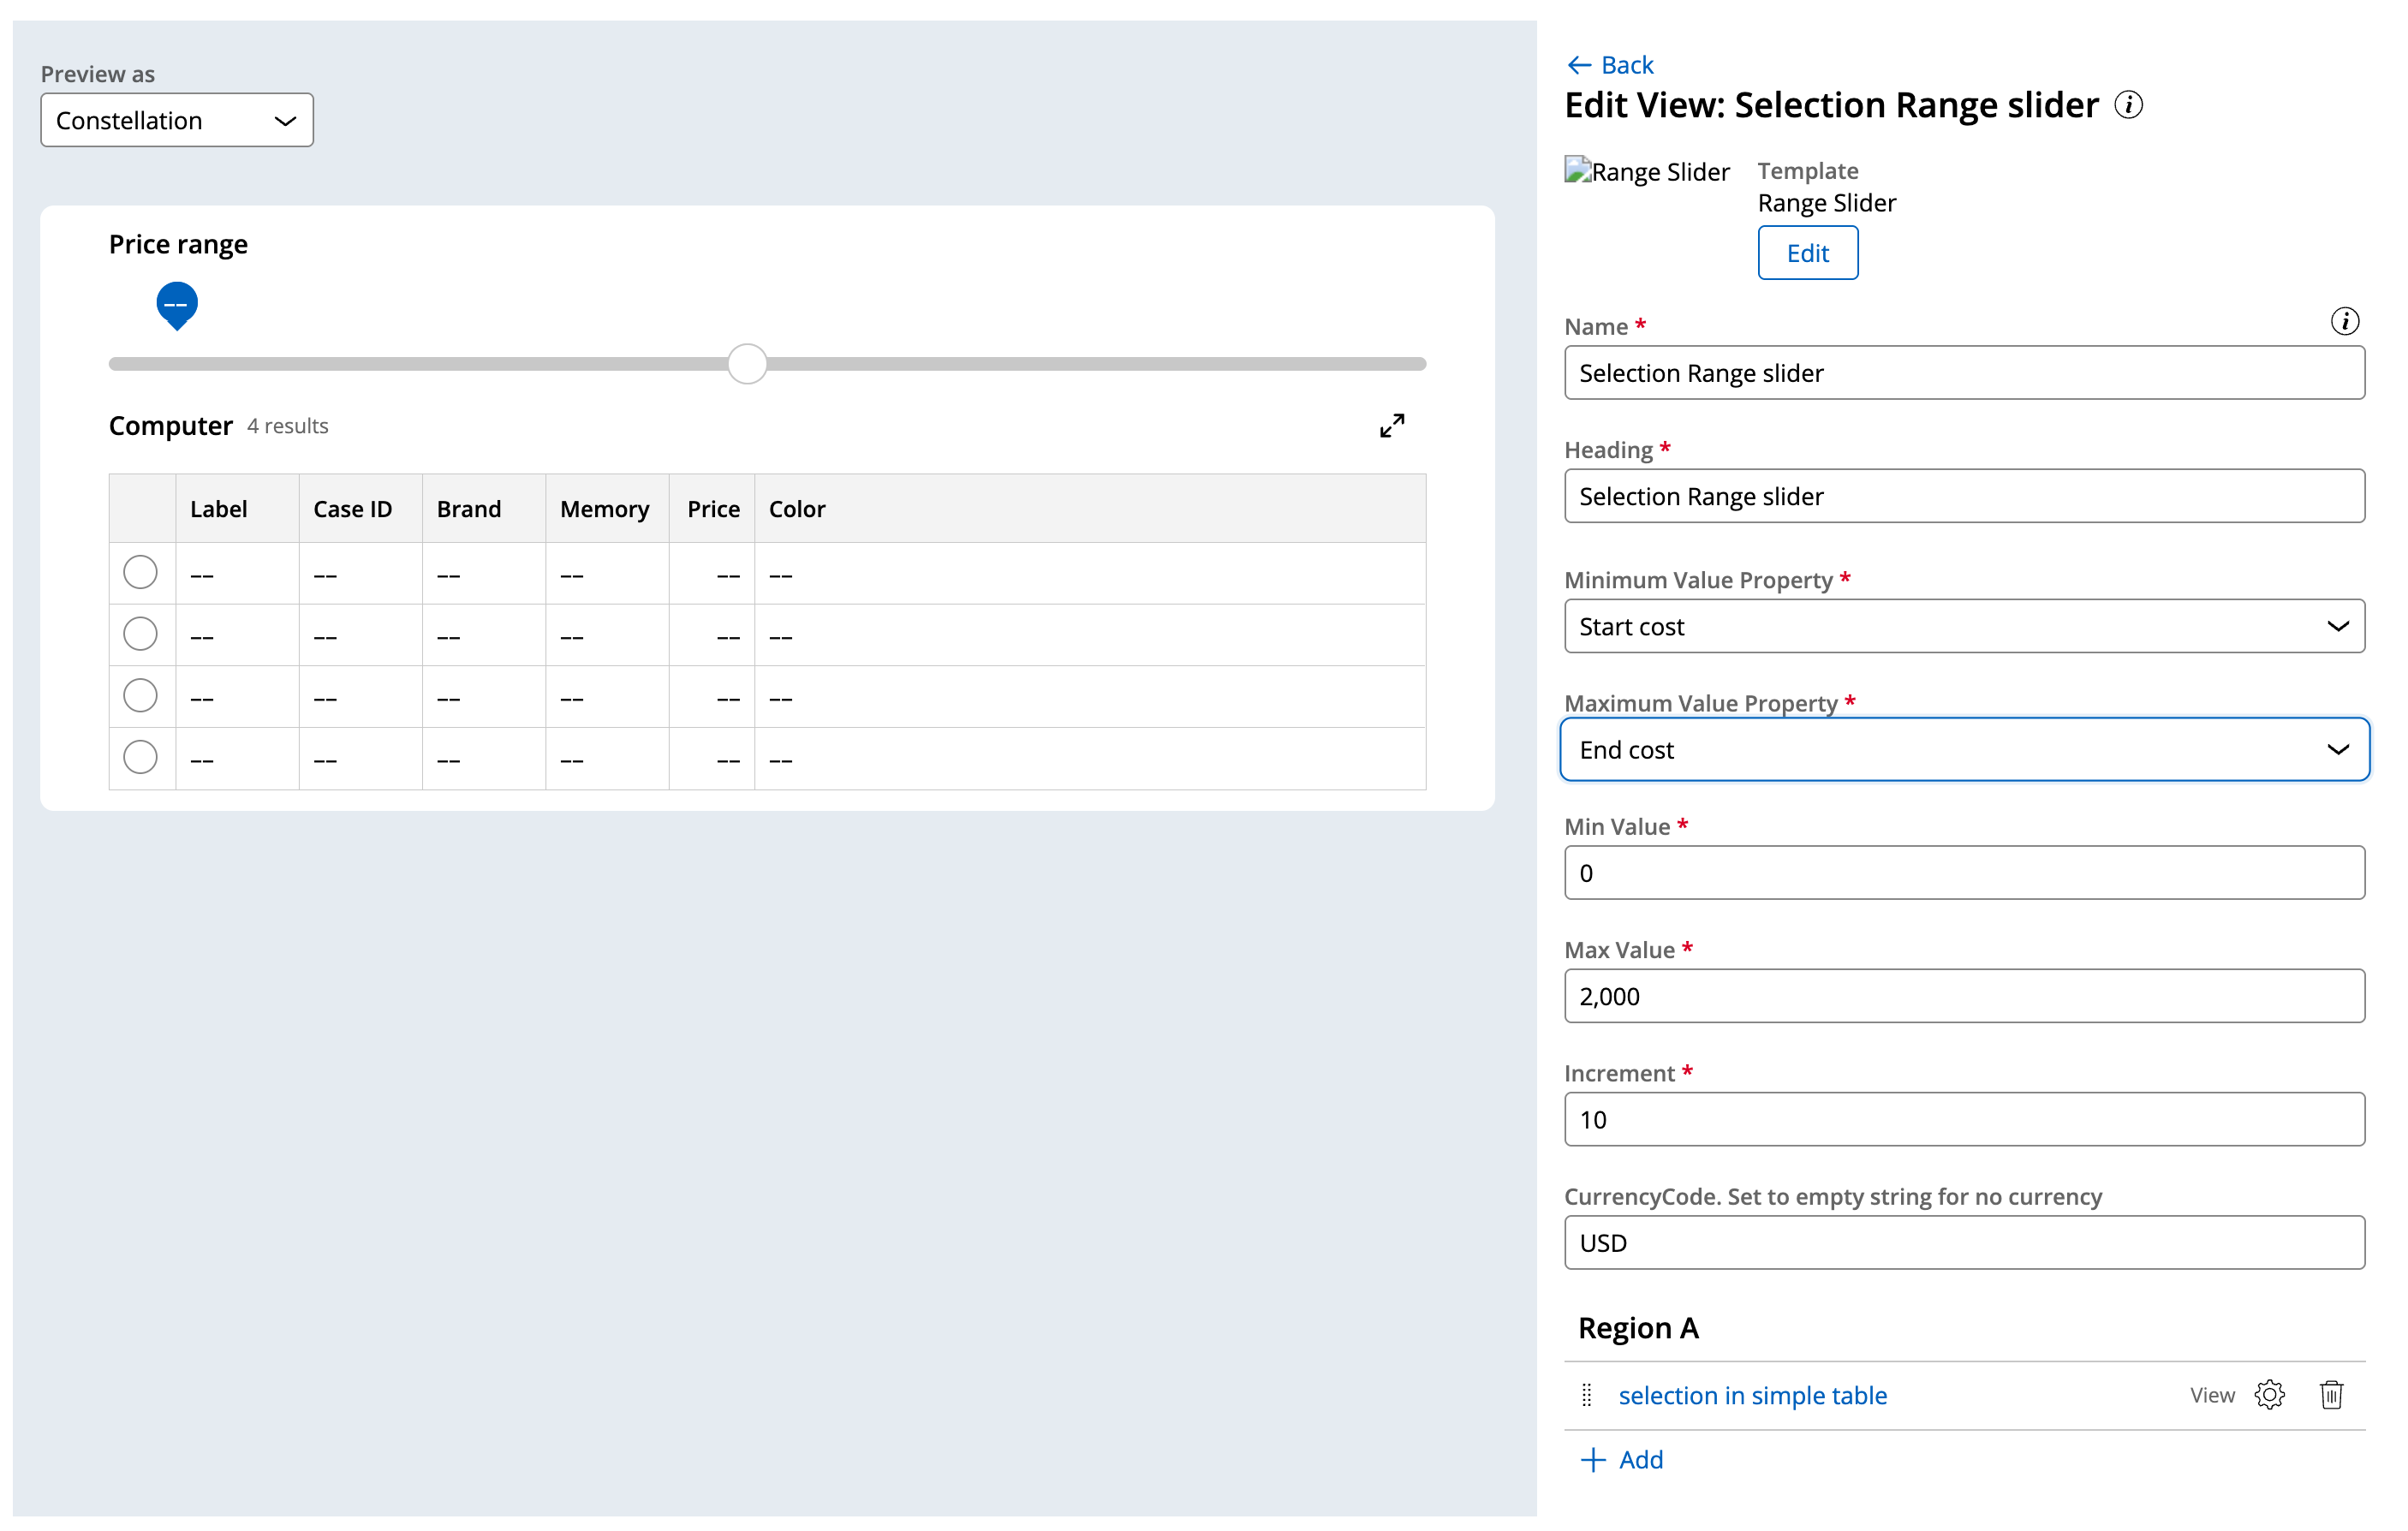 Preview as
Constellation
Price range
––
Computer 4 results
Label Case ID Brand Memory Price Color
–– –– –– –– –– ––
–– –– –– –– –– ––
–– –– –– –– –– ––
–– –– –– –– –– ––
Back
Edit View: Selection Range slider
Range Slider
Template
Range Slider
Edit
Name *
Selection Range slider
Heading *
Selection Range slider
Minimum Value Property *
Start cost
Maximum Value Property *
End cost
Min Value *
0
Max Value *
2,000
Increment *
10
CurrencyCode. Set to empty string for no currency
USD
Region A
selection in simple table View
Add